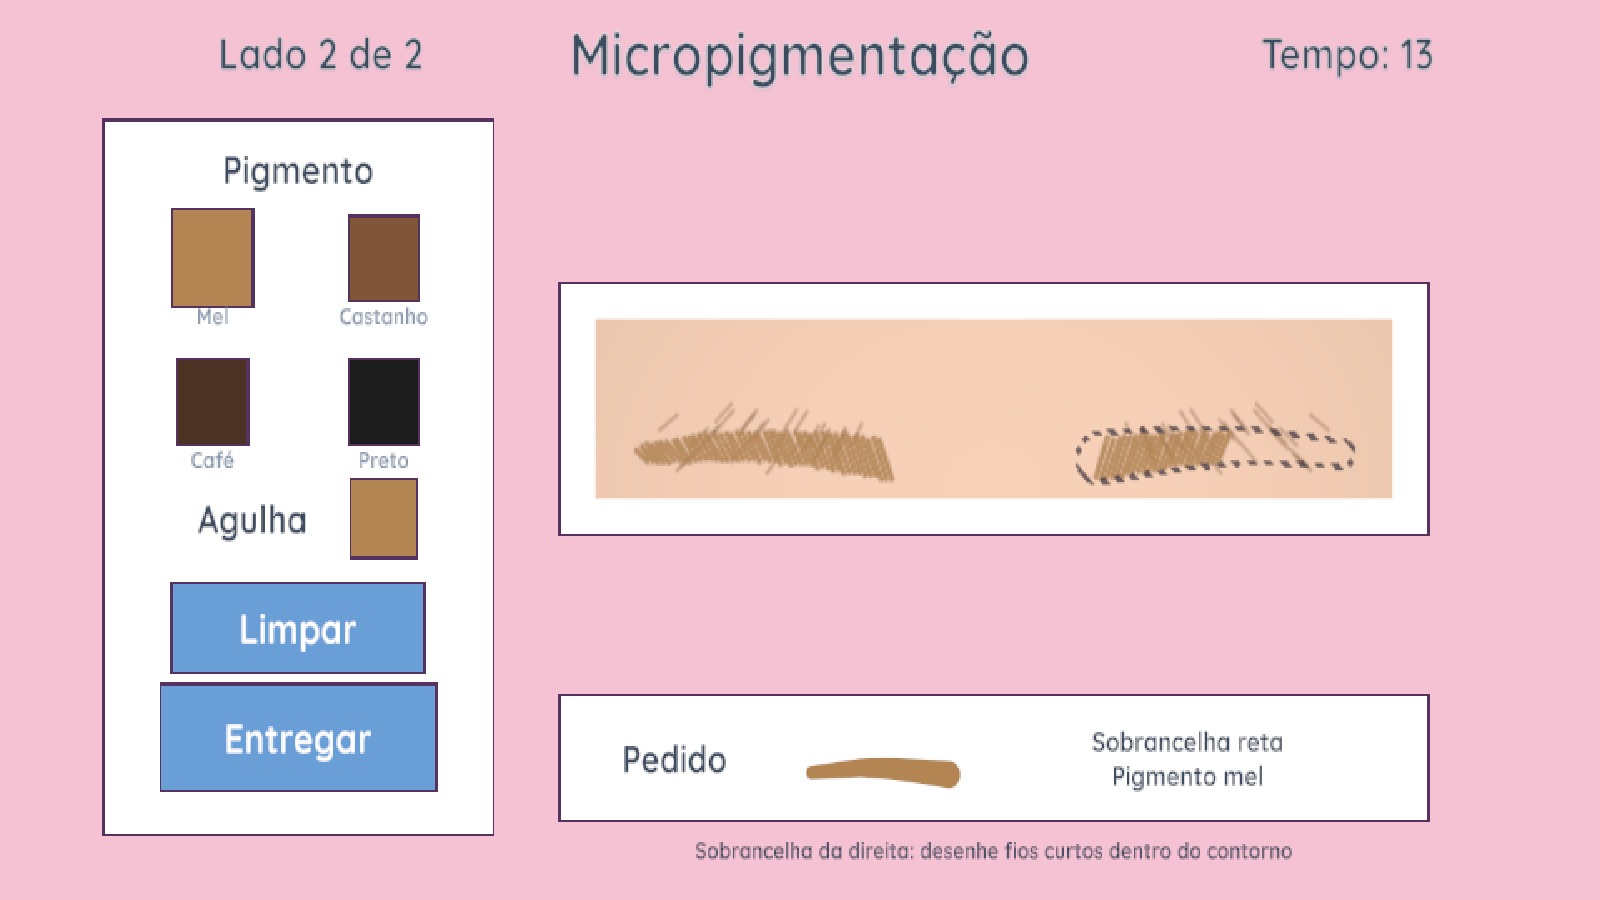 Lado 2 de 2
Micropigmentação
Tempo: 13
Pigmento
Mel
Castanho
Café
Preto
Agulha
Limpar
Entregar
Pedido
Sobrancelha reta
Pigmento mel
Sobrancelha da direita: desenhe fios curtos dentro do contorno